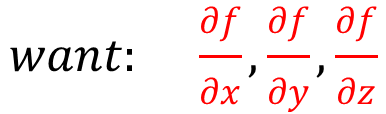 want: ∂f/∂x, ∂f/∂y, ∂f/∂z